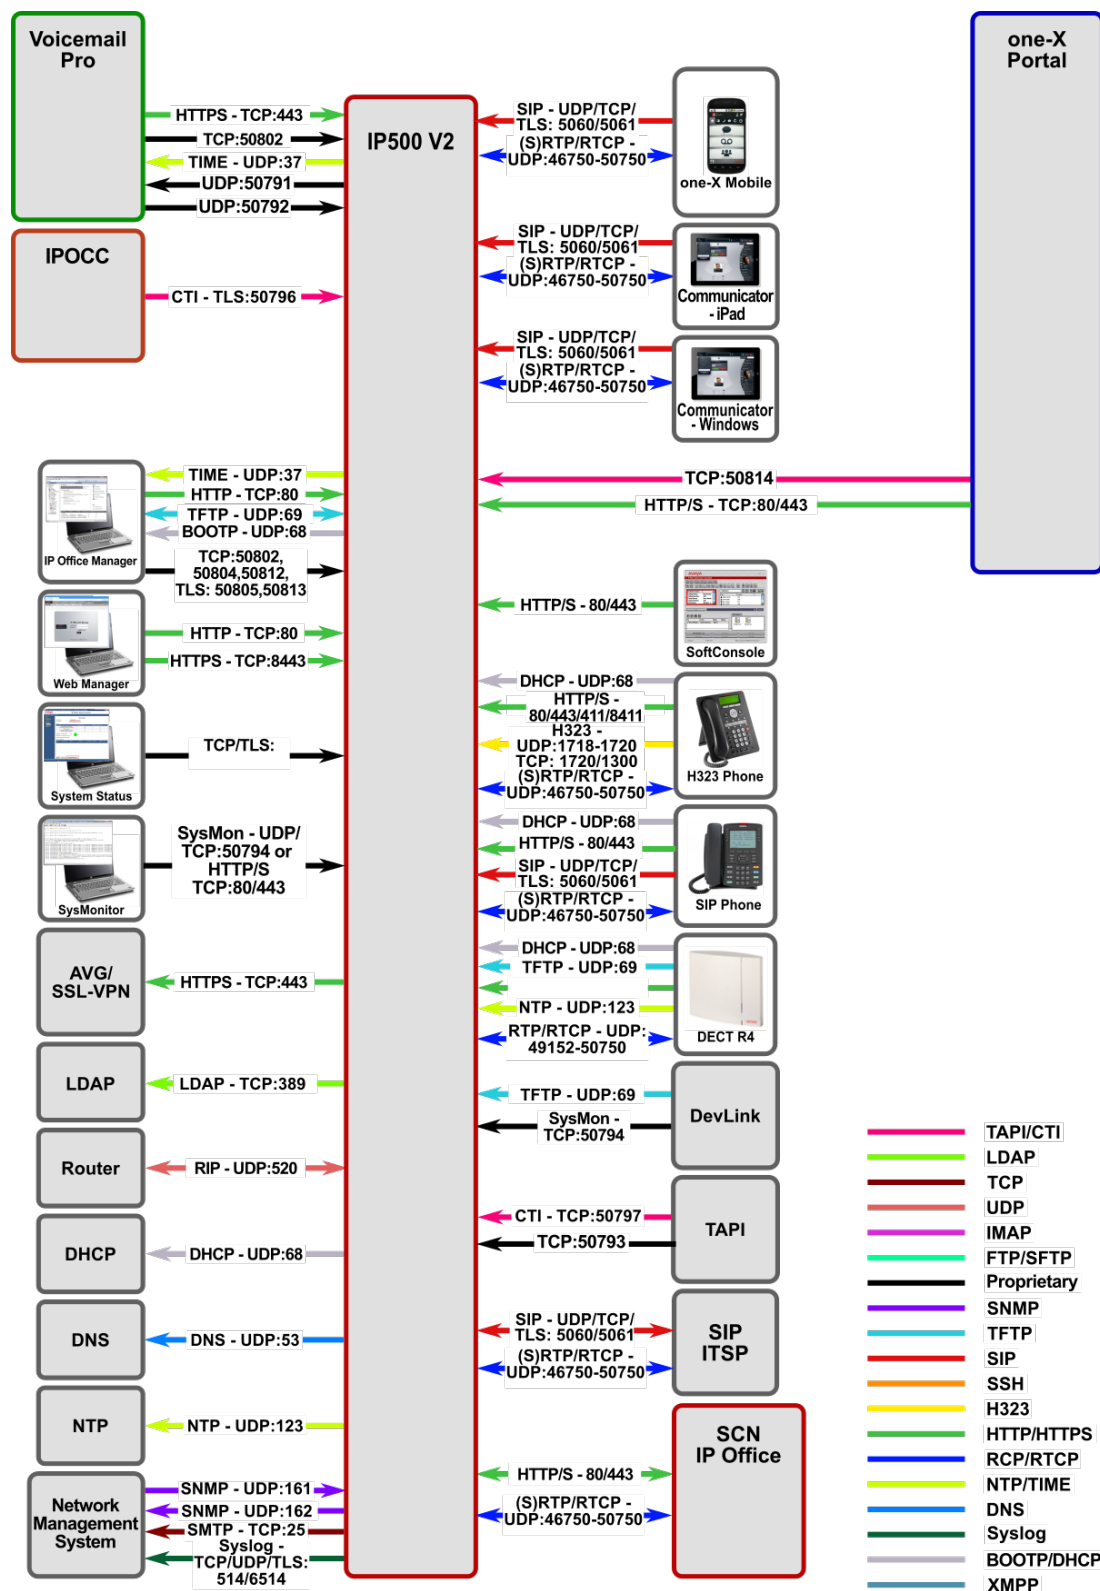 Voicemail
Pro
HTTPS - TCP:443
TCP:50802
TIME - UDP:37
UDP:50791
UDP:50792
IPOCC
CTI - TLS:50796
IP500 V2
one-X
Portal
SIP - UDP/TCP/
TLS: 5060/5061
(S)RTP/RTCP -
UDP:46750-50750
one-X Mobile
SIP - UDP/TCP/
TLS: 5060/5061
(S)RTP/RTCP -
UDP:46750-50750
Communicator
- iPad
SIP - UDP/TCP/
TLS: 5060/5061
(S)RTP/RTCP -
UDP:46750-50750
Communicator
- Windows
TCP:50814
HTTP/S - TCP:80/443
TIME - UDP:37
HTTP - TCP:80
TFTP - UDP:69
BOOTP - UDP:68
TCP:50802,
50804,50812,
TLS: 50805,50813
IP Office Manager
HTTP - TCP:80
HTTPS - TCP:8443
Web Manager
TCP/TLS:
System Status
SysMon - UDP/
TCP:50794 or
HTTP/S
TCP:80/443
SysMonitor
HTTP/S - 80/443
SoftConsole
DHCP - UDP:68
HTTP/S -
80/443/411/8411
H323 -
UDP:1718-1720
TCP: 1720/1300
(S)RTP/RTCP -
UDP:46750-50750
H323 Phone
DHCP - UDP:68
HTTP/S - 80/443
SIP - UDP/TCP/
TLS: 5060/5061
(S)RTP/RTCP -
UDP:46750-50750
SIP Phone
AVG/
SSL-VPN
HTTPS - TCP:443
DHCP - UDP:68
TFTP - UDP:69
NTP - UDP:123
RTP/RTCP - UDP:
49152-50750
DECT R4
LDAP
LDAP - TCP:389
TFTP - UDP:69
SysMon -
TCP:50794
DevLink
Router
RIP - UDP:520
CTI - TCP:50797
TCP:50793
TAPI
DHCP
DHCP - UDP:68
DNS
DNS - UDP:53
SIP - UDP/TCP/
TLS: 5060/5061
(S)RTP/RTCP -
UDP:46750-50750
SIP
ITSP
NTP
NTP - UDP:123
HTTP/S - 80/443
(S)RTP/RTCP -
UDP:46750-50750
SCN
IP Office
Network
Management
System
SNMP - UDP:161
SNMP - UDP:162
SMTP - TCP:25
Syslog -
TCP/UDP/TLS:
514/6514
TAPI/CTI
LDAP
TCP
UDP
IMAP
FTP/SFTP
Proprietary
SNMP
TFTP
SIP
SSH
H323
HTTP/HTTPS
RCP/RTCP
NTP/TIME
DNS
Syslog
BOOTP/DHCP
XMPP